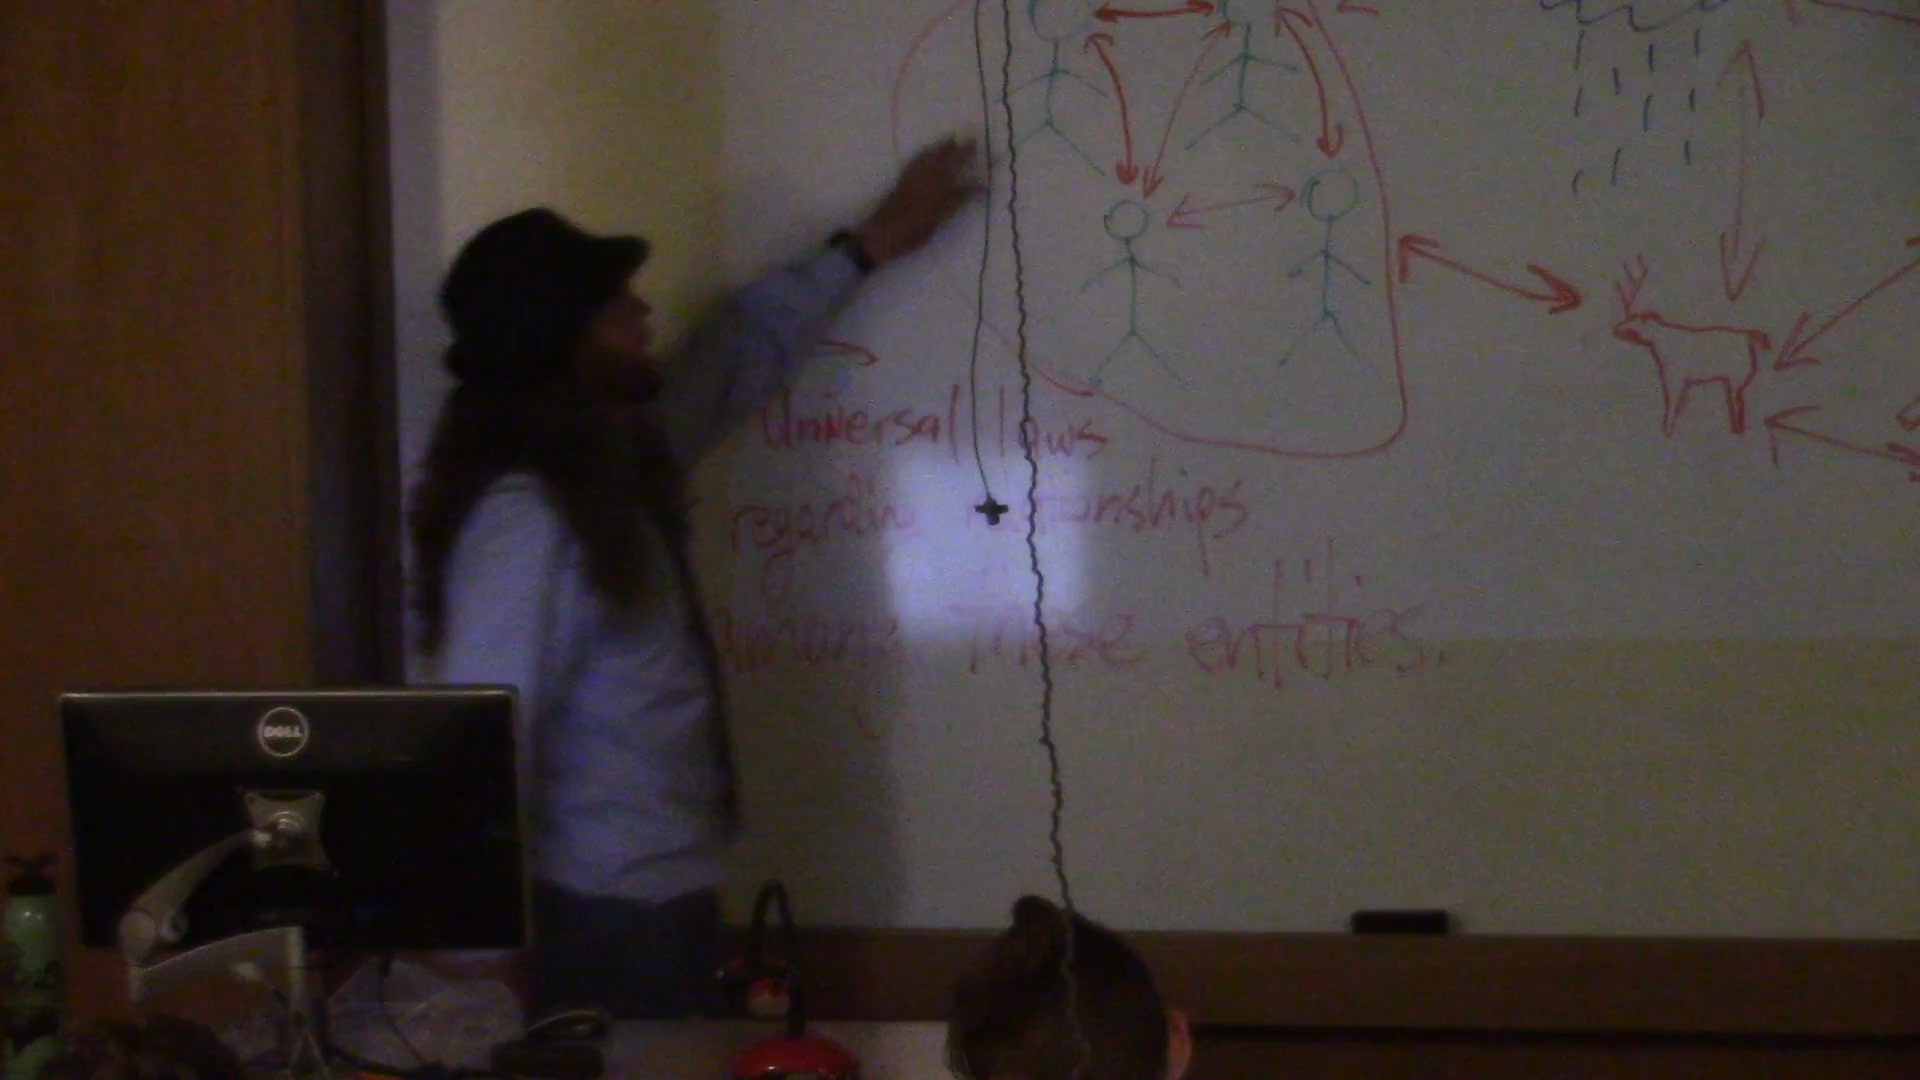 Universal laws
regarding relationships
Among these entities.
DELL